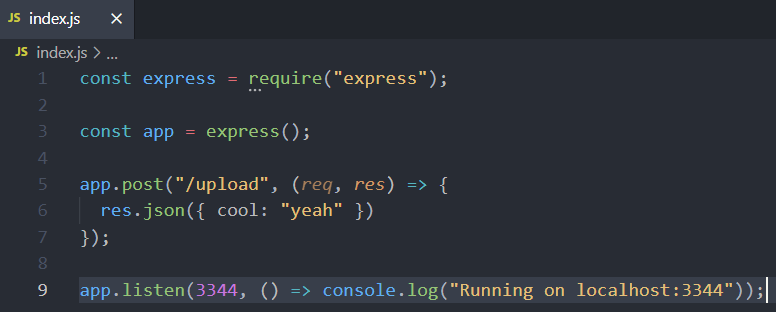 JS index.js ×
JS index.js > ...
1 const express = require("express");
2
3 const app = express();
4
5 app.post("/upload", (req, res) => {
6   res.json({ cool: "yeah" })
7 });
8
9 app.listen(3344, () => console.log("Running on localhost:3344"));